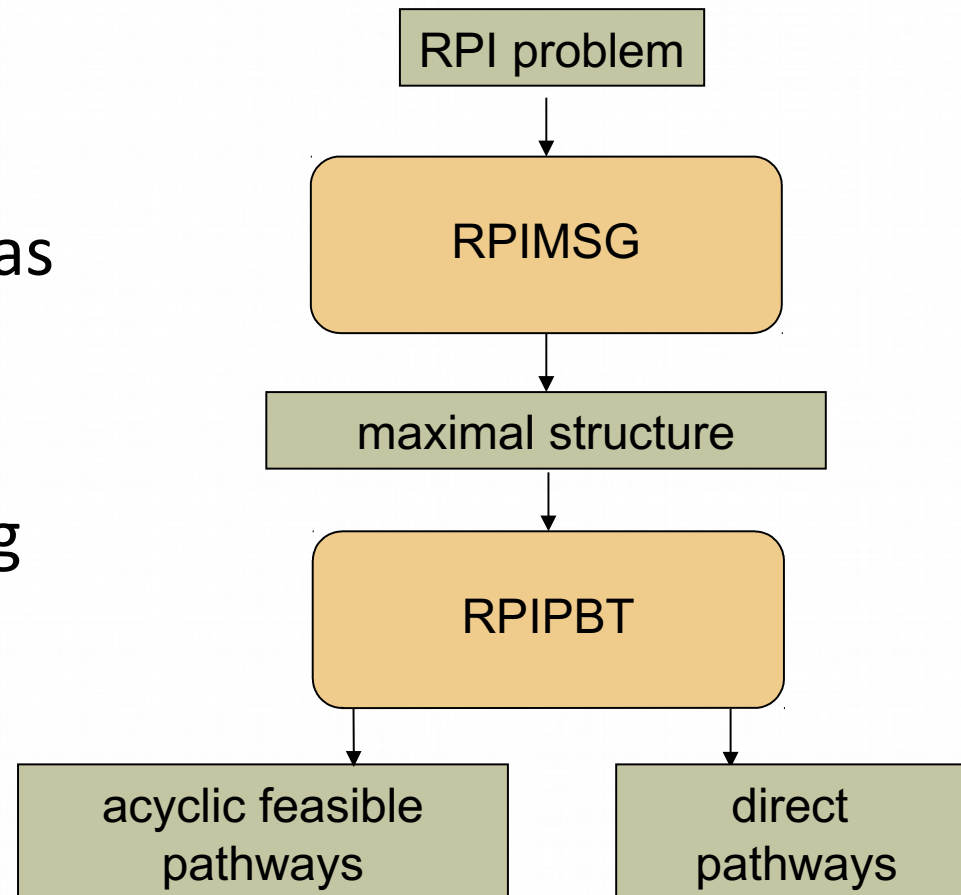 RPI problem
RPIMSG
as
maximal structure
g
RPIPBT
acyclic feasible
pathways
direct
pathways